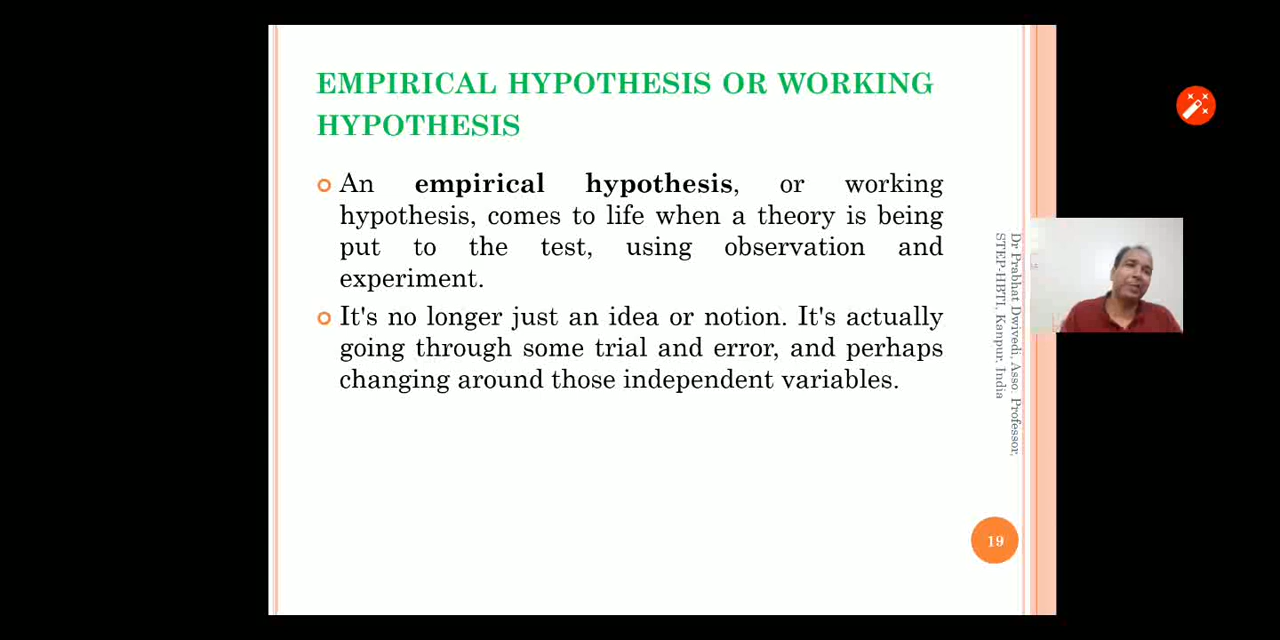 EMPIRICAL HYPOTHESIS OR WORKING
HYPOTHESIS
An empirical hypothesis, or working
hypothesis, comes to life when a theory is being
put to the test, using observation and
experiment.
It's no longer just an idea or notion. It's actually
going through some trial and error, and perhaps
changing around those independent variables.
Dr Prabhat Dwivedi, Asso. Professor,
STEP-HBTI, Kanpur, India
19